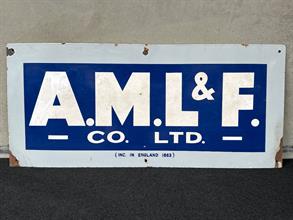 A.M.L & F.
— CO. LTD. —
( INC. IN ENGLAND 1863 )